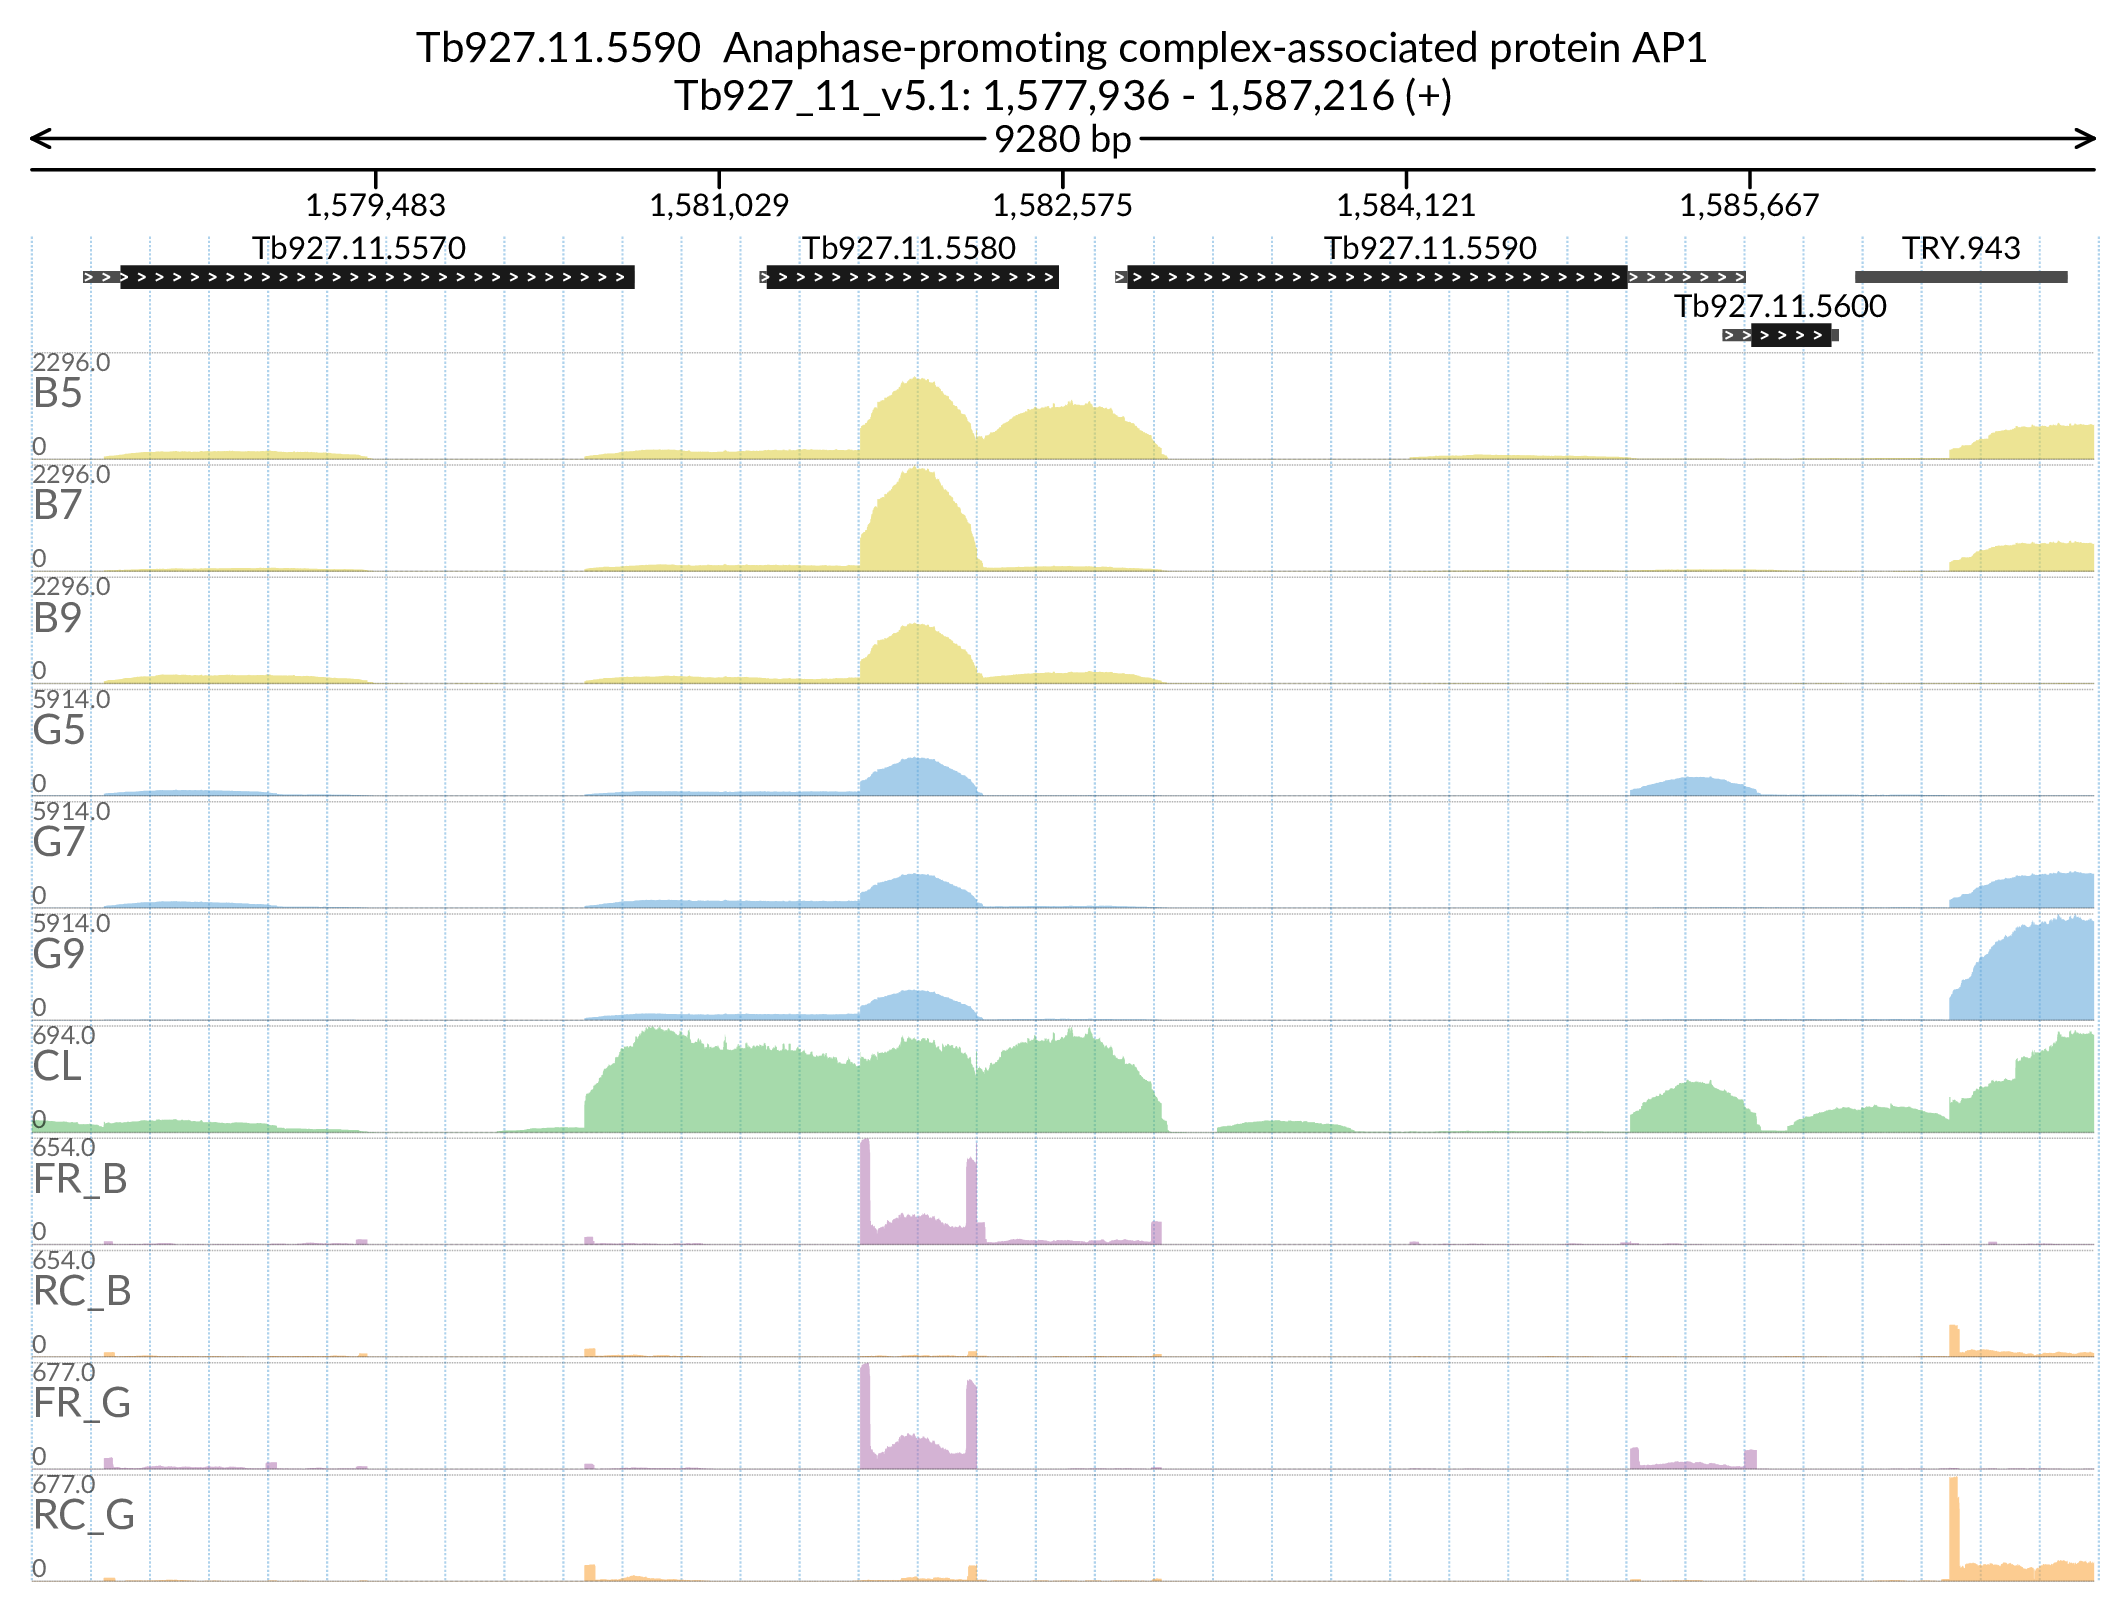 Tb927.11.5590 Anaphase-promoting complex-associated protein AP1
Tb927_11_v5.1: 1,577,936 - 1,587,216 (+)
9280 bp
1,579,483 1,581,029 1,582,575 1,584,121 1,585,667
Tb927.11.5570 Tb927.11.5580 Tb927.11.5590 TRY.943
Tb927.11.5600
2296.0
B5
0
2296.0
B7
0
2296.0
B9
0
5914.0
G5
0
5914.0
G7
0
5914.0
G9
0
694.0
CL
0
654.0
FR_B
0
654.0
RC_B
0
677.0
FR_G
0
677.0
RC_G
0